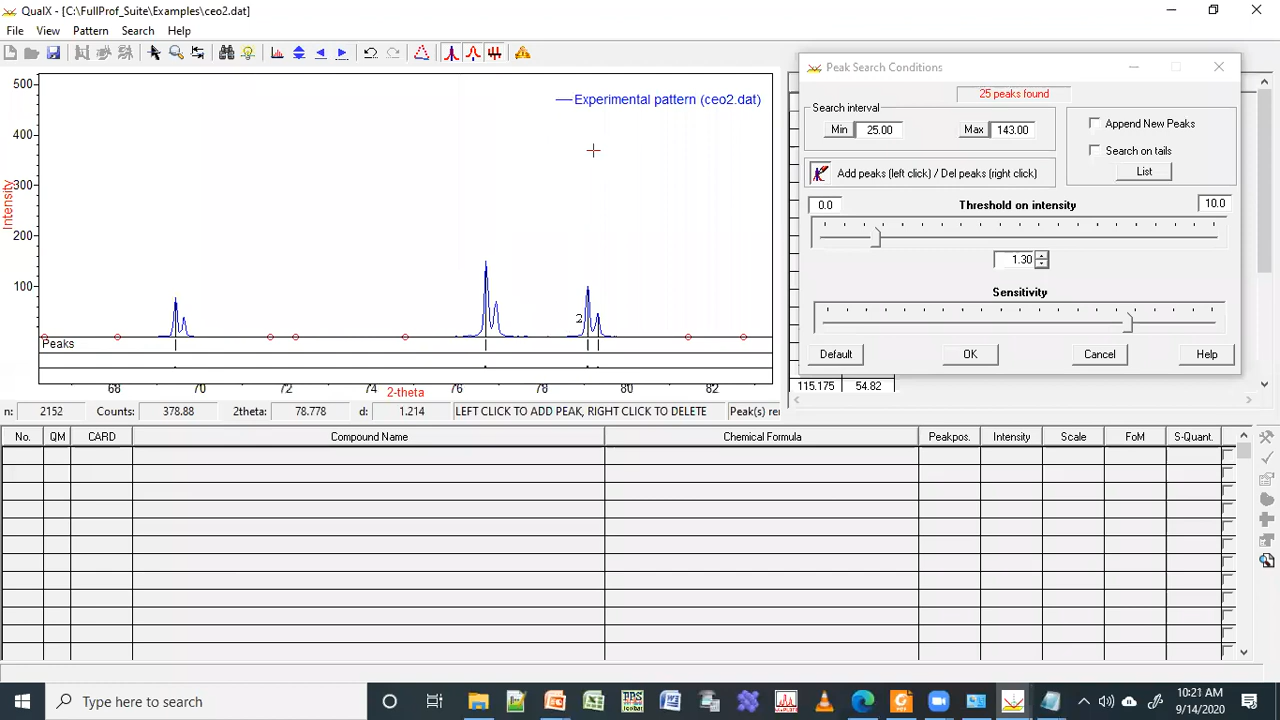 QualX - [C:\FullProf_Suite\Examples\ceo2.dat]
File View Pattern Search Help
Peak Search Conditions
25 peaks found
Search interval
Min 25.00 Max 143.00
Append New Peaks
Search on tails
List
Add peaks (left click) / Del peaks (right click)
0.0 Threshold on intensity 10.0
1.30
Sensitivity
Default OK Cancel Help
115.175 54.82
Experimental pattern (ceo2.dat)
Intensity
500
400
300
200
100
2
Peaks
68 70 72 74 76 78 80 82
2-theta
n: 2152 Counts: 378.88 2theta: 78.778 d: 1.214 LEFT CLICK TO ADD PEAK, RIGHT CLICK TO DELETE Peak(s) re
No. QM CARD Compound Name Chemical Formula Peakpos. Intensity Scale FoM S-Quant.
Type here to search
10:21 AM
9/14/2020